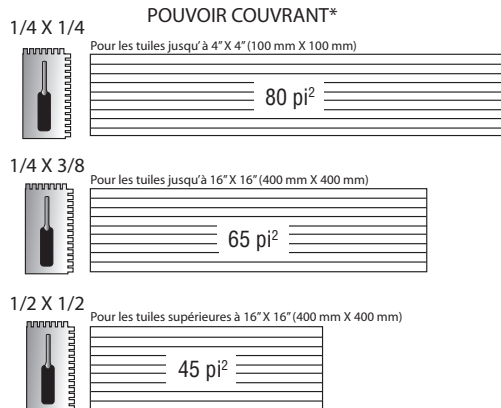 POUVOIR COUVRANT*
1/4 X 1/4
Pour les tuiles jusqu'à 4" X 4" (100 mm X 100 mm)
80 pi²
1/4 X 3/8
Pour les tuiles jusqu'à 16" X 16" (400 mm X 400 mm)
65 pi²
1/2 X 1/2
Pour les tuiles supérieures à 16" X 16" (400 mm X 400 mm)
45 pi²